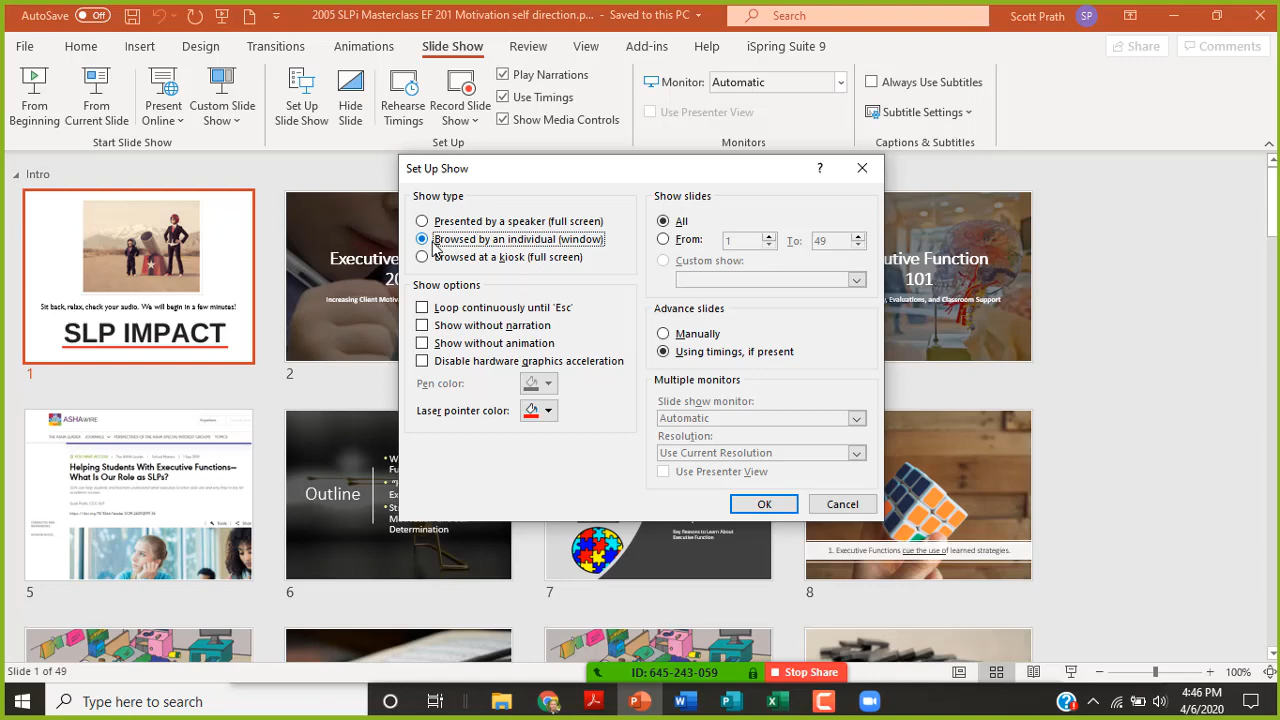 AutoSave Off
2005 SLPi Masterclass EF 201 Motivation self direction.p... - Saved to this PC
Search
Scott Prath SP
File Home Insert Design Transitions Animations Slide Show Review View Add-ins Help iSpring Suite 9 Share Comments
From Beginning
From Current Slide
Present Online
Custom Slide Show
Start Slide Show
Set Up Slide Show
Hide Slide
Rehearse Timings
Record Slide Show
Play Narrations
Use Timings
Show Media Controls
Set Up
Monitor: Automatic
Use Presenter View
Monitors
Always Use Subtitles
Subtitle Settings
Captions & Subtitles
Intro
Sit back, relax, check your audio. We will begin in a few minutes!
SLP IMPACT
1
2
Increasing Client Motiv
Function
101
, Evaluations, and Classroom Support
Set Up Show ?
Show type
Presented by a speaker (full screen)
Browsed by an individual (window)
Browsed at a kiosk (full screen)
Show options
Loop continuously until 'Esc'
Show without narration
Show without animation
Disable hardware graphics acceleration
Pen color:
Laser pointer color:
Show slides
All
From: 1 To: 49
Custom show:
Advance slides
Manually
Using timings, if present
Multiple monitors
Slide show monitor:
Automatic
Resolution:
Use Current Resolution
Use Presenter View
OK Cancel
ASHAWIRE
Helping Students With Executive Functions—
What Is Our Role as SLPs?
5
Outline
Determination
6
Key Reasons to Learn About
Executive Function
7
1. Executive Functions cue the use of learned strategies.
8
Slide 1 of 49
ID: 645-243-059
Stop Share
100%
Type here to search
4:46 PM
4/6/2020